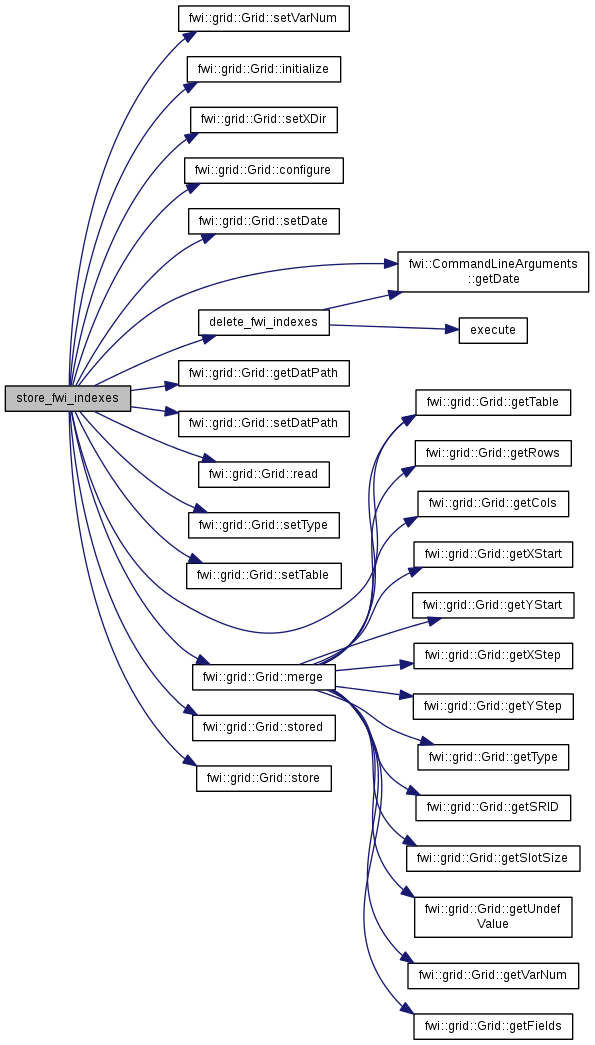 fwi::grid::Grid::setVarNum
fwi::grid::Grid::initialize
fwi::grid::Grid::setXDir
fwi::grid::Grid::configure
fwi::grid::Grid::setDate
fwi::CommandLineArguments
::getDate
delete_fwi_indexes
execute
fwi::grid::Grid::getDatPath
store_fwi_indexes
fwi::grid::Grid::getTable
fwi::grid::Grid::setDatPath
fwi::grid::Grid::getRows
fwi::grid::Grid::read
fwi::grid::Grid::getCols
fwi::grid::Grid::setType
fwi::grid::Grid::getXStart
fwi::grid::Grid::setTable
fwi::grid::Grid::getYStart
fwi::grid::Grid::getXStep
fwi::grid::Grid::merge
fwi::grid::Grid::getYStep
fwi::grid::Grid::stored
fwi::grid::Grid::getType
fwi::grid::Grid::store
fwi::grid::Grid::getSRID
fwi::grid::Grid::getSlotSize
fwi::grid::Grid::getUndef
Value
fwi::grid::Grid::getVarNum
fwi::grid::Grid::getFields